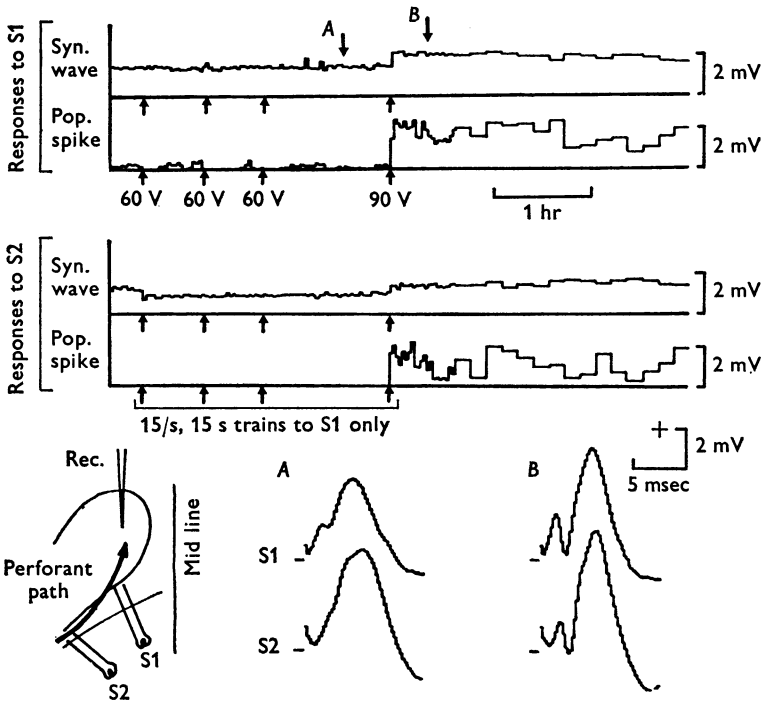 A
B
Responses to S1
Syn.
wave
2 mV
Pop.
spike
2 mV
60 V 60 V 60 V 90 V
1 hr
Responses to S2
Syn.
wave
2 mV
Pop.
spike
2 mV
15/s, 15 s trains to S1 only
Rec.
Mid line
Perforant
path
S1
S2
A
B
+
2 mV
5 msec
S1
S2